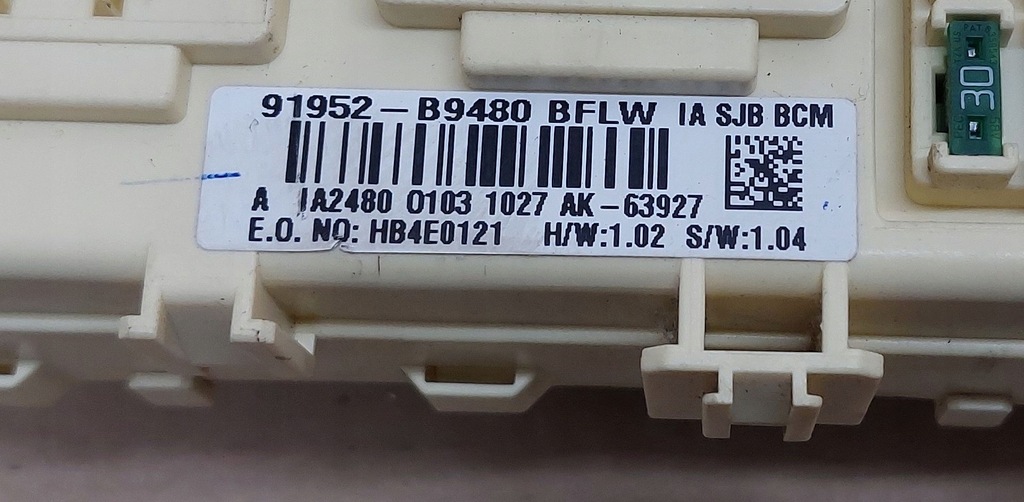 91952-B9480 BFLW IA SJB BCM
A IA2480 0103 1027 AK-63927
E.O. NO: HB4E0121 H/W:1.02 S/W:1.04
30